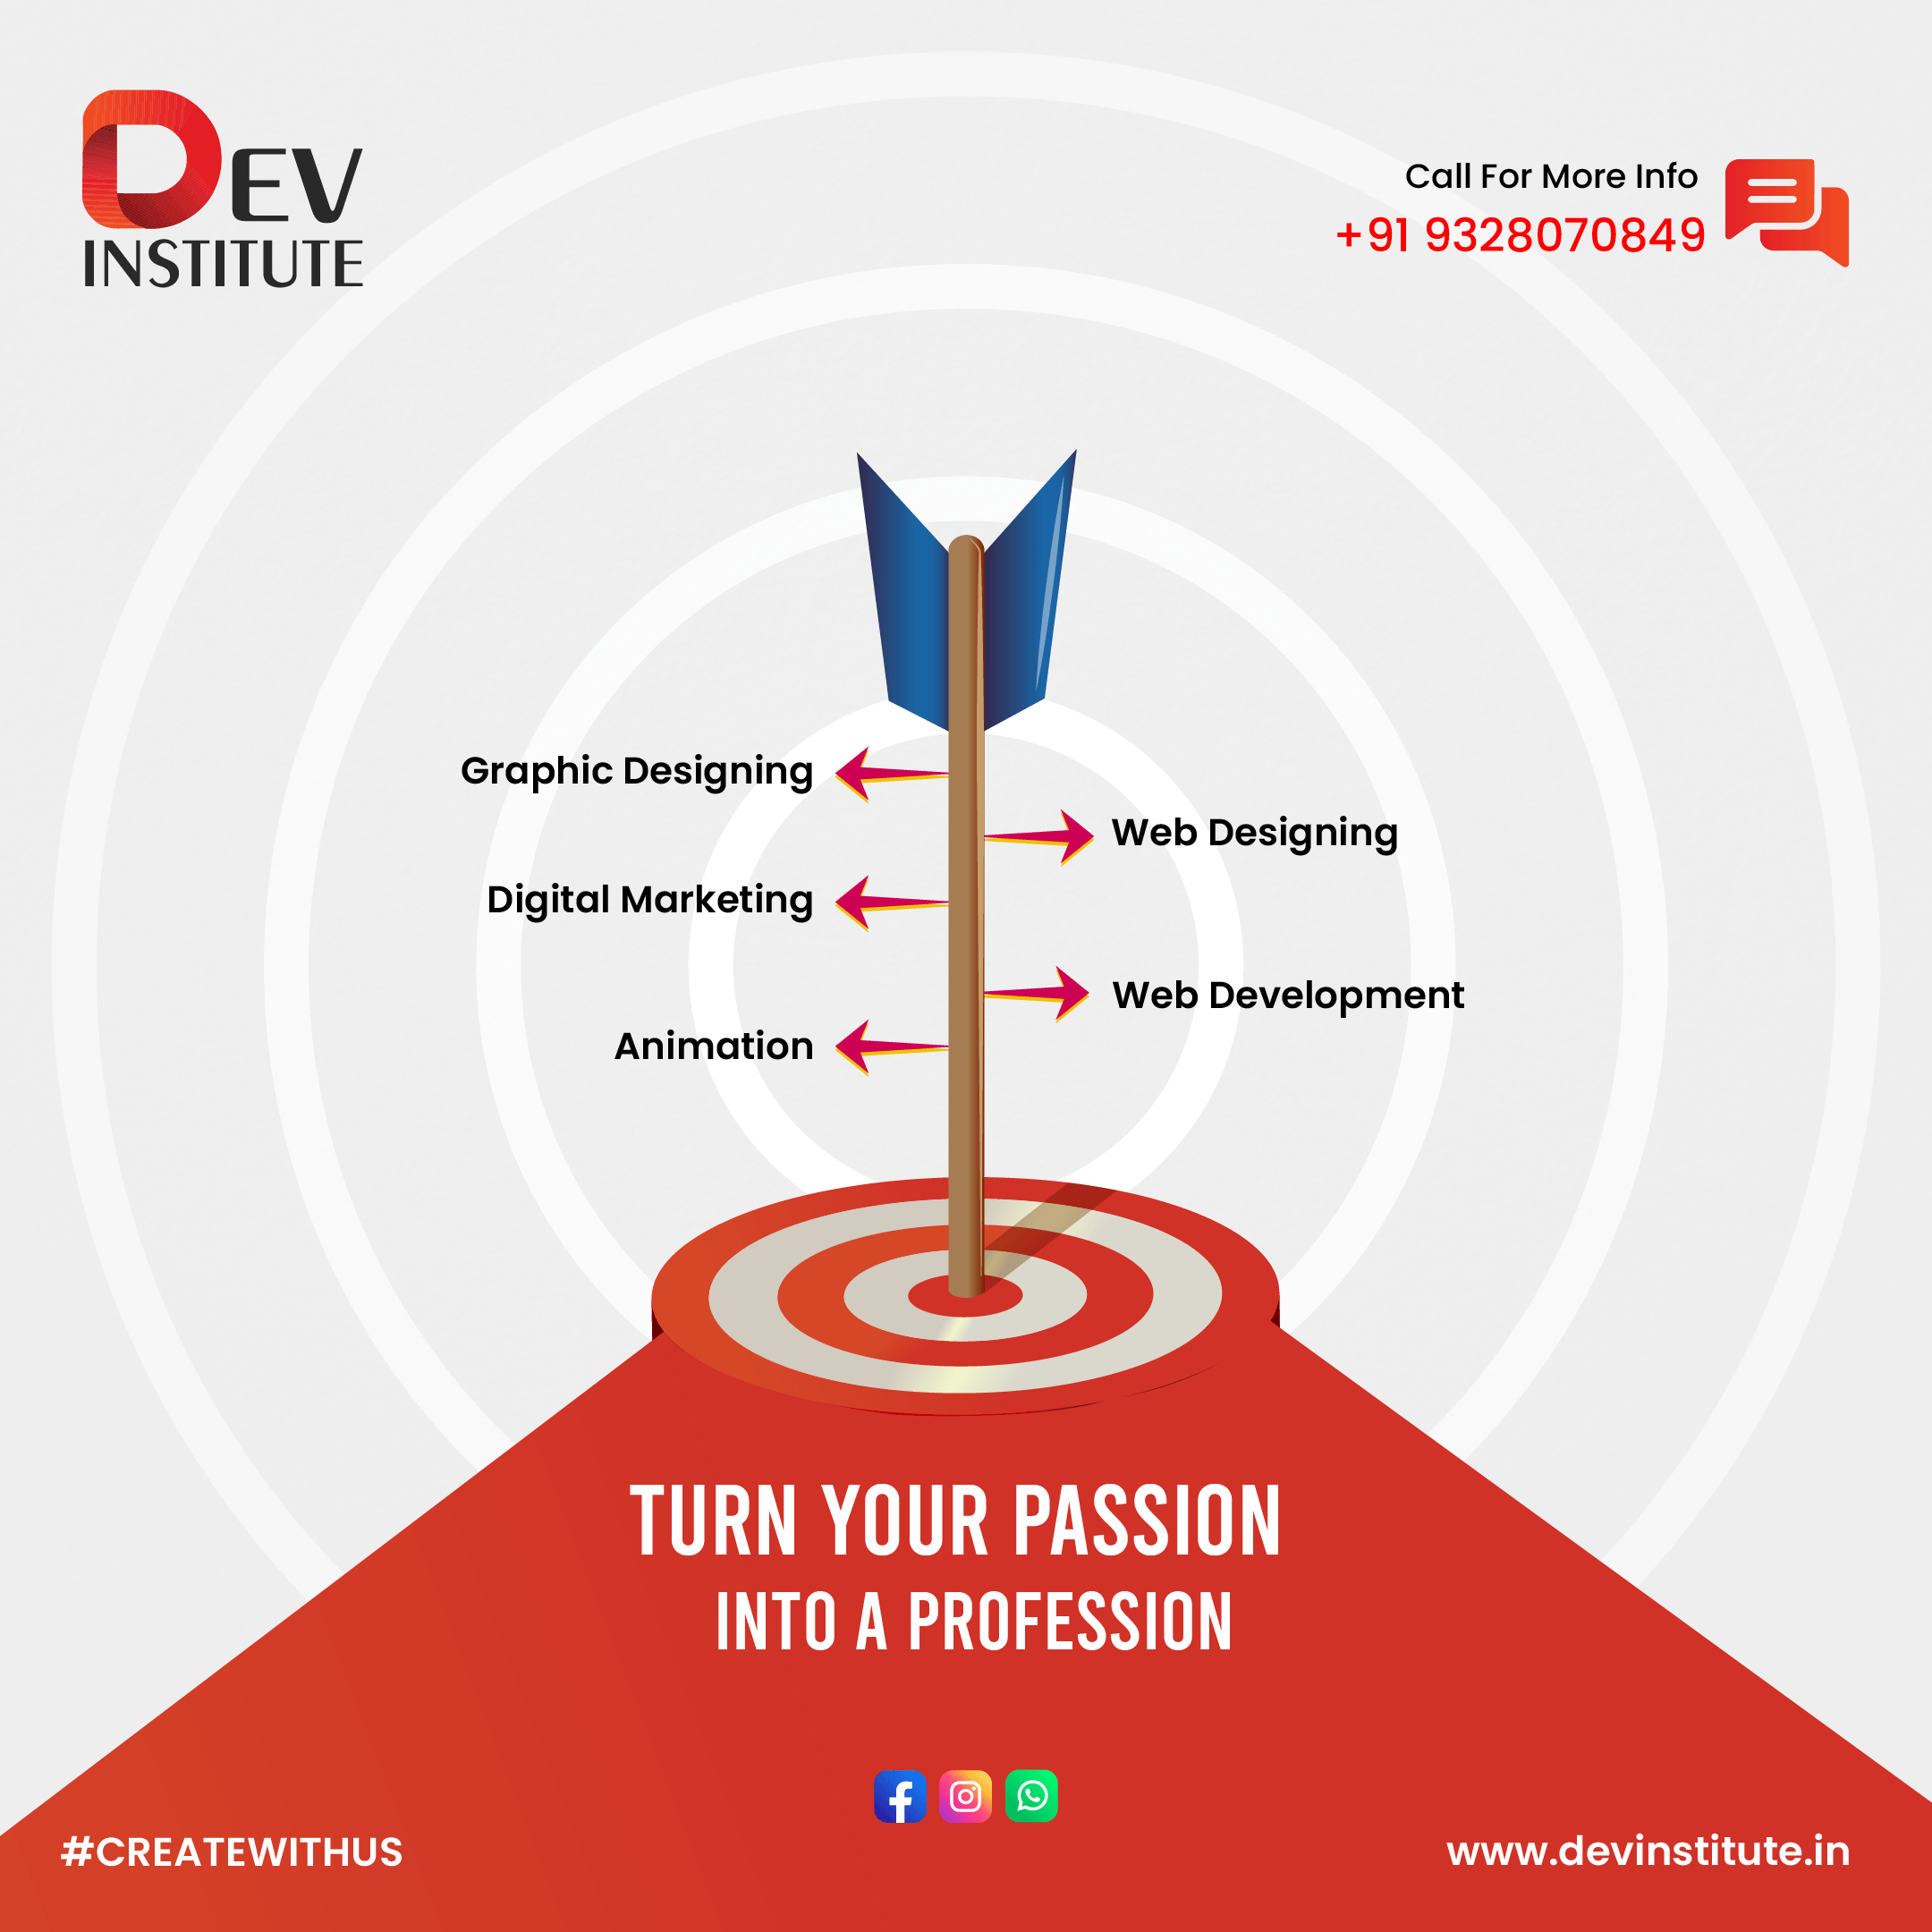 DEV
INSTITUTE
Call For More Info
+91 9328070849
Graphic Designing
Web Designing
Digital Marketing
Web Development
Animation
TURN YOUR PASSION
INTO A PROFESSION
#CREATEWITHUS
www.devinstitute.in